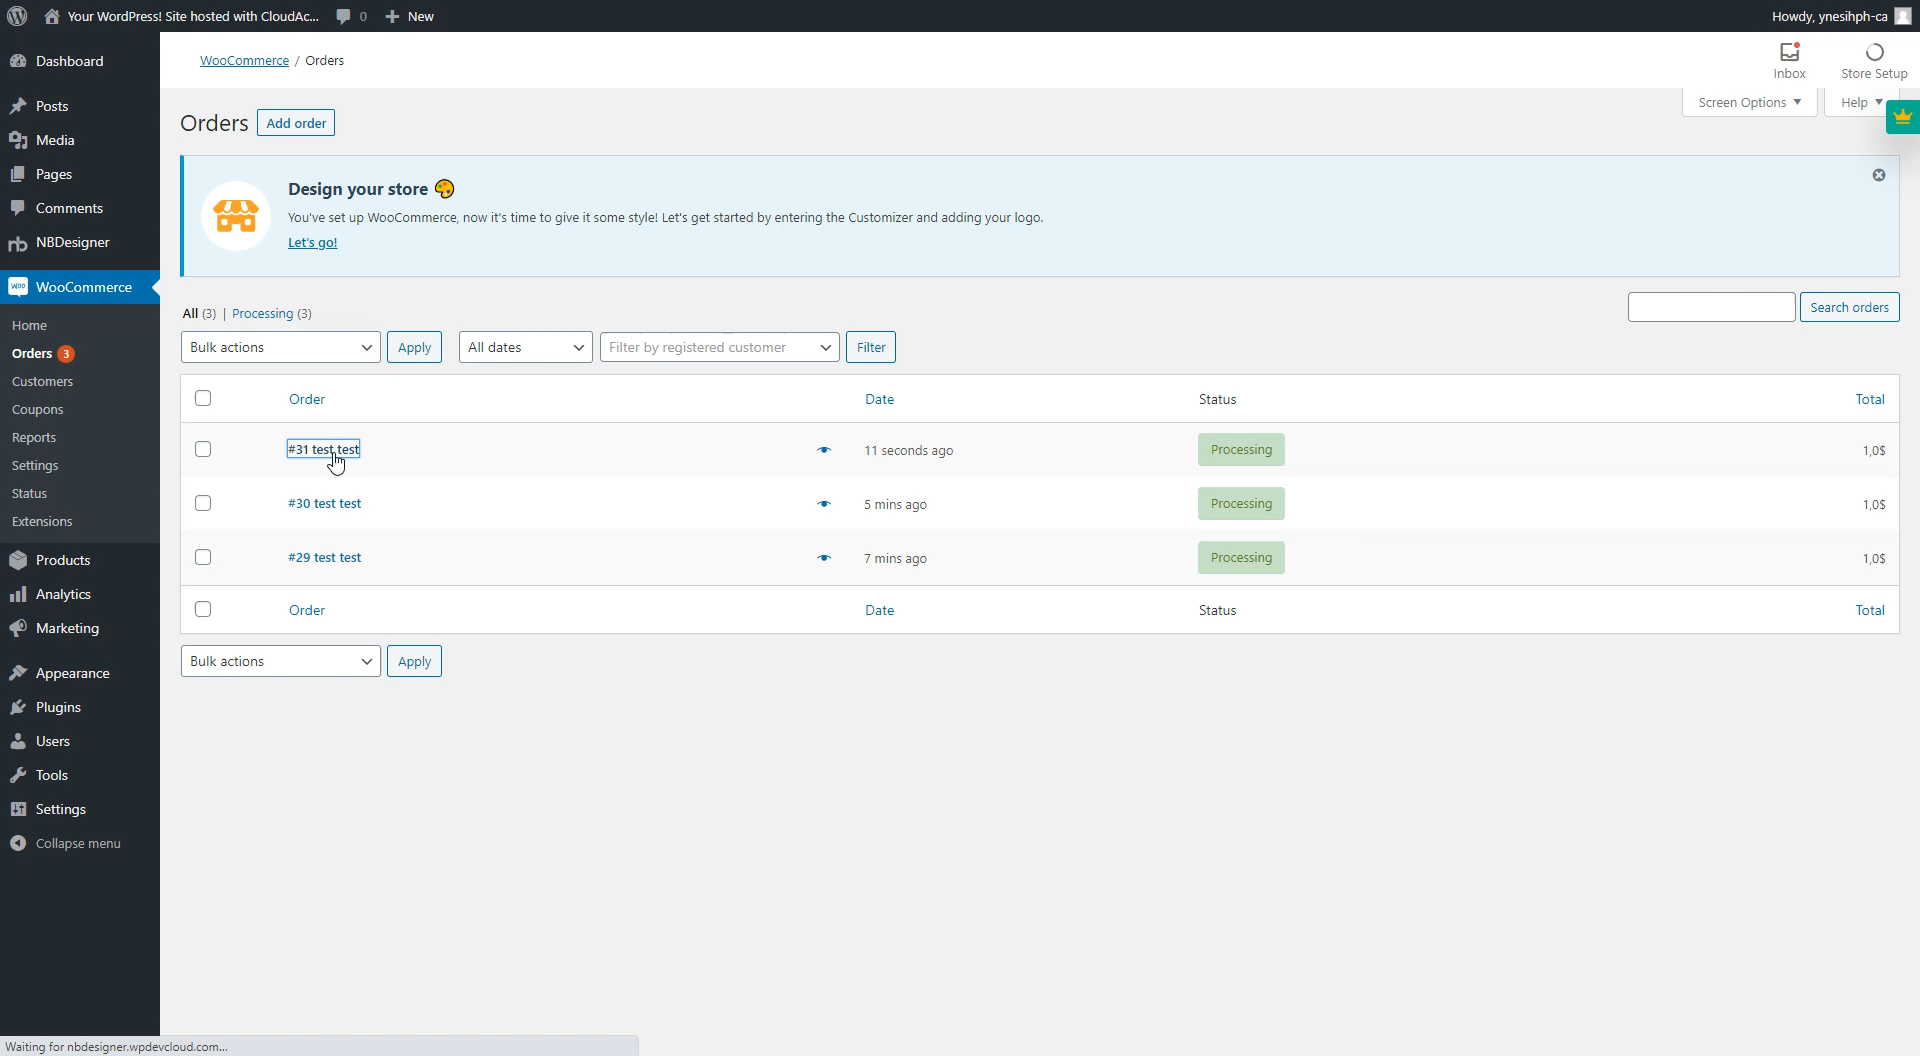 Your WordPress! Site hosted with CloudAc... 0 New
Howdy, ynesihph-ca
Dashboard
Posts
Media
Pages
Comments
NBDesigner
WooCommerce
Home
Orders 3
Customers
Coupons
Reports
Settings
Status
Extensions
Products
Analytics
Marketing
Appearance
Plugins
Users
Tools
Settings
Collapse menu
WooCommerce / Orders
Inbox
Store Setup
Screen Options
Help
Orders
Add order
Design your store
You've set up WooCommerce, now it's time to give it some style! Let's get started by entering the Customizer and adding your logo.
Let's go!
All (3) | Processing (3)
Search orders
Bulk actions
Apply
All dates
Filter by registered customer
Filter
Order Date Status Total
#31 test test 11 seconds ago Processing 1,0$
#30 test test 5 mins ago Processing 1,0$
#29 test test 7 mins ago Processing 1,0$
Order Date Status Total
Bulk actions
Apply
Waiting for nbdesigner.wpdevcloud.com...